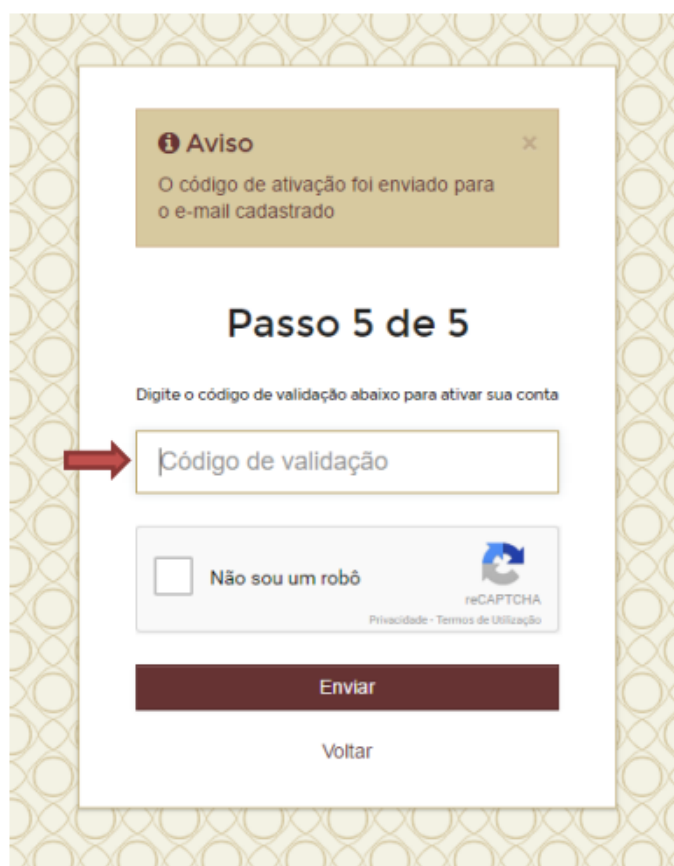 Aviso
×
O código de ativação foi enviado para
o e-mail cadastrado
Passo 5 de 5
Digite o código de validação abaixo para ativar sua conta
Código de validação
Não sou um robô
reCAPTCHA
Privacidade - Termos de Utilização
Enviar
Voltar